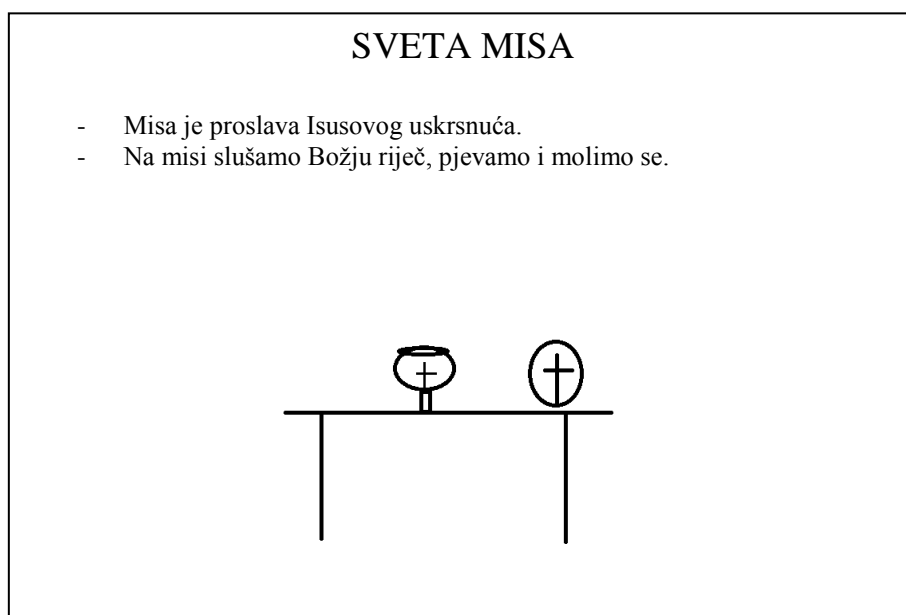 SVETA MISA
- Misa je proslava Isusovog uskrsnuća.
- Na misi slušamo Božju riječ, pjevamo i molimo se.